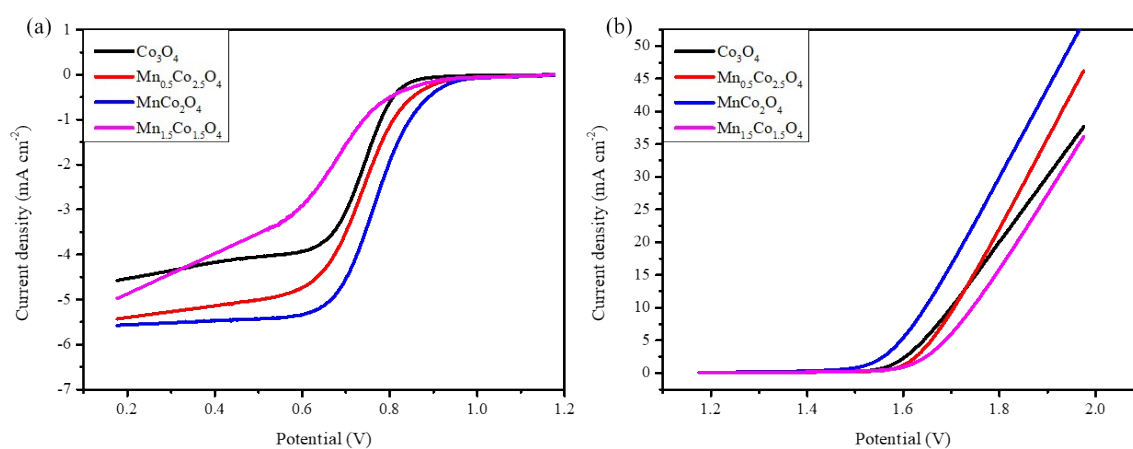 (a)
Co3O4
Mn0.5Co2.5O4
MnCo2O4
Mn1.5Co1.5O4
1
0
-1
-2
-3
-4
-5
-6
-7
Current density (mA cm-2)
0.2 0.4 0.6 0.8 1.0 1.2
Potential (V)
(b)
Co3O4
Mn0.5Co2.5O4
MnCo2O4
Mn1.5Co1.5O4
50
45
40
35
30
25
20
15
10
5
0
Current density (mA cm-2)
1.2 1.4 1.6 1.8 2.0
Potential (V)